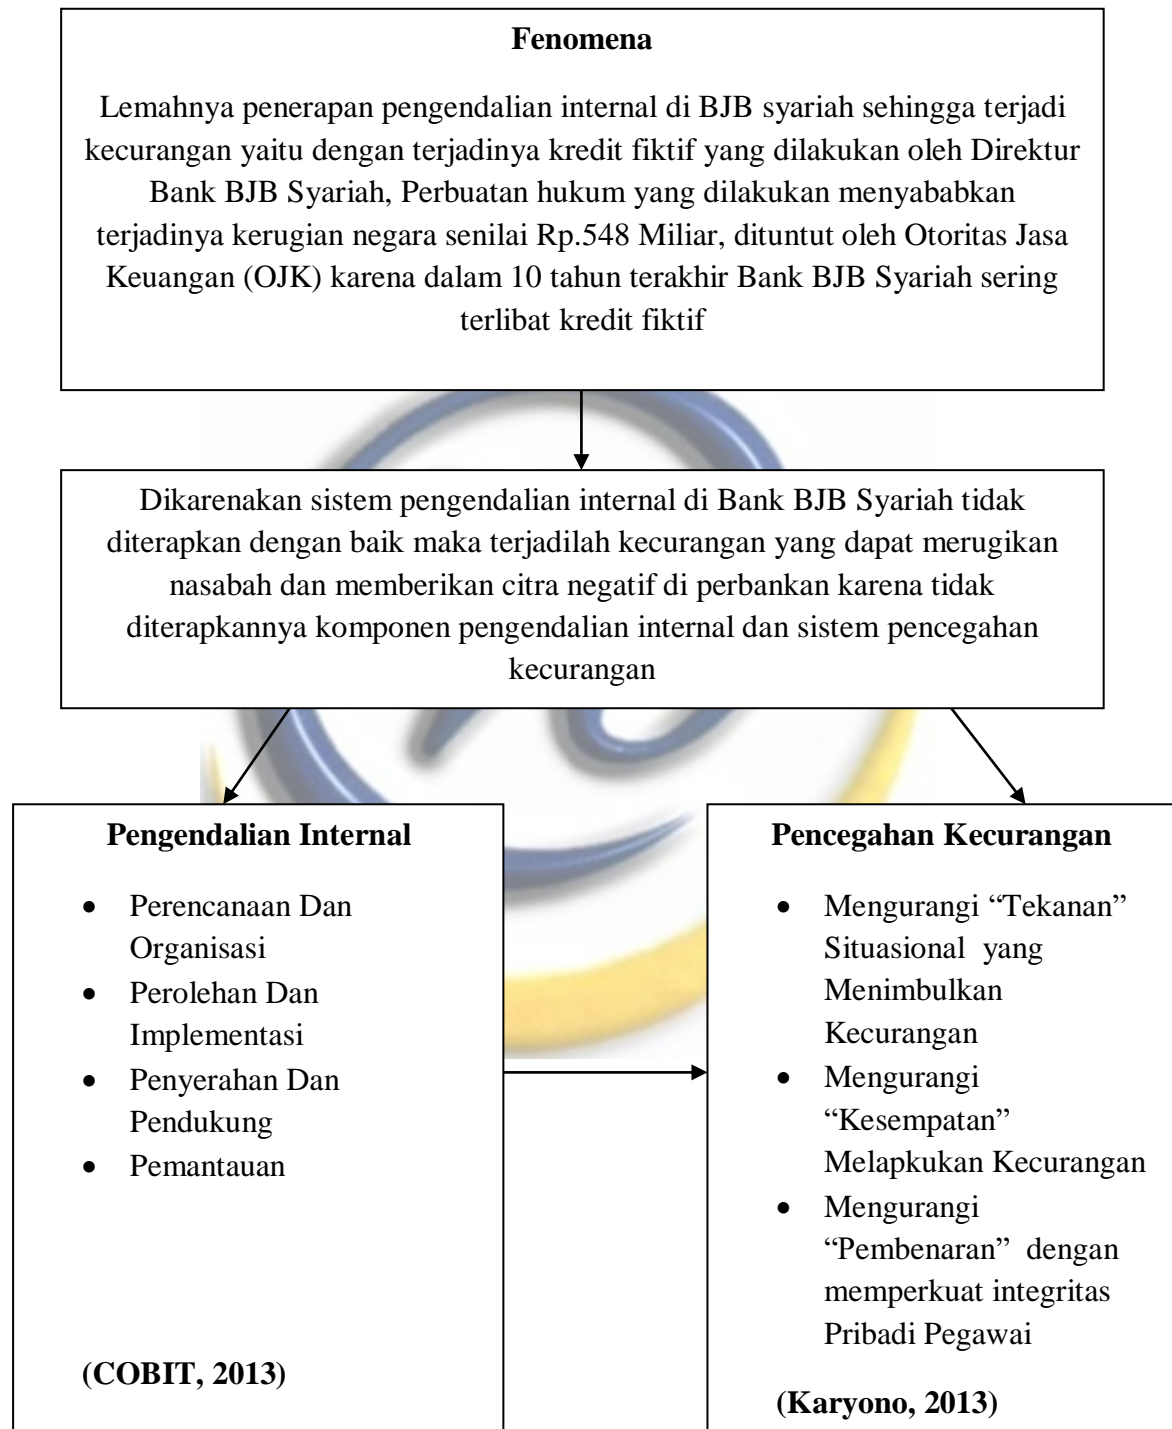 Fenomena
Lemahnya penerapan pengendalian internal di BJB syariah sehingga terjadi
kecurangan yaitu dengan terjadinya kredit fiktif yang dilakukan oleh Direktur
Bank BJB Syariah, Perbuatan hukum yang dilakukan menyababkan
terjadinya kerugian negara senilai Rp.548 Miliar, dituntut oleh Otoritas Jasa
Keuangan (OJK) karena dalam 10 tahun terakhir Bank BJB Syariah sering
terlibat kredit fiktif
Dikarenakan sistem pengendalian internal di Bank BJB Syariah tidak
diterapkan dengan baik maka terjadilah kecurangan yang dapat merugikan
nasabah dan memberikan citra negatif di perbankan karena tidak
diterapkannya komponen pengendalian internal dan sistem pencegahan
kecurangan
Pengendalian Internal
• Perencanaan Dan
Organisasi
• Perolehan Dan
Implementasi
• Penyerahan Dan
Pendukung
• Pemantauan
(COBIT, 2013)
Pencegahan Kecurangan
• Mengurangi “Tekanan”
Situasional yang
Menimbulkan
Kecurangan
• Mengurangi
“Kesempatan”
Melapkukan Kecurangan
• Mengurangi
“Pembenaran” dengan
memperkuat integritas
Pribadi Pegawai
(Karyono, 2013)